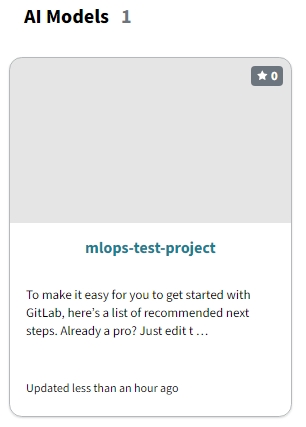 AI Models 1
★ 0
mlops-test-project
To make it easy for you to get started with
GitLab, here's a list of recommended next
steps. Already a pro? Just edit t …
Updated less than an hour ago